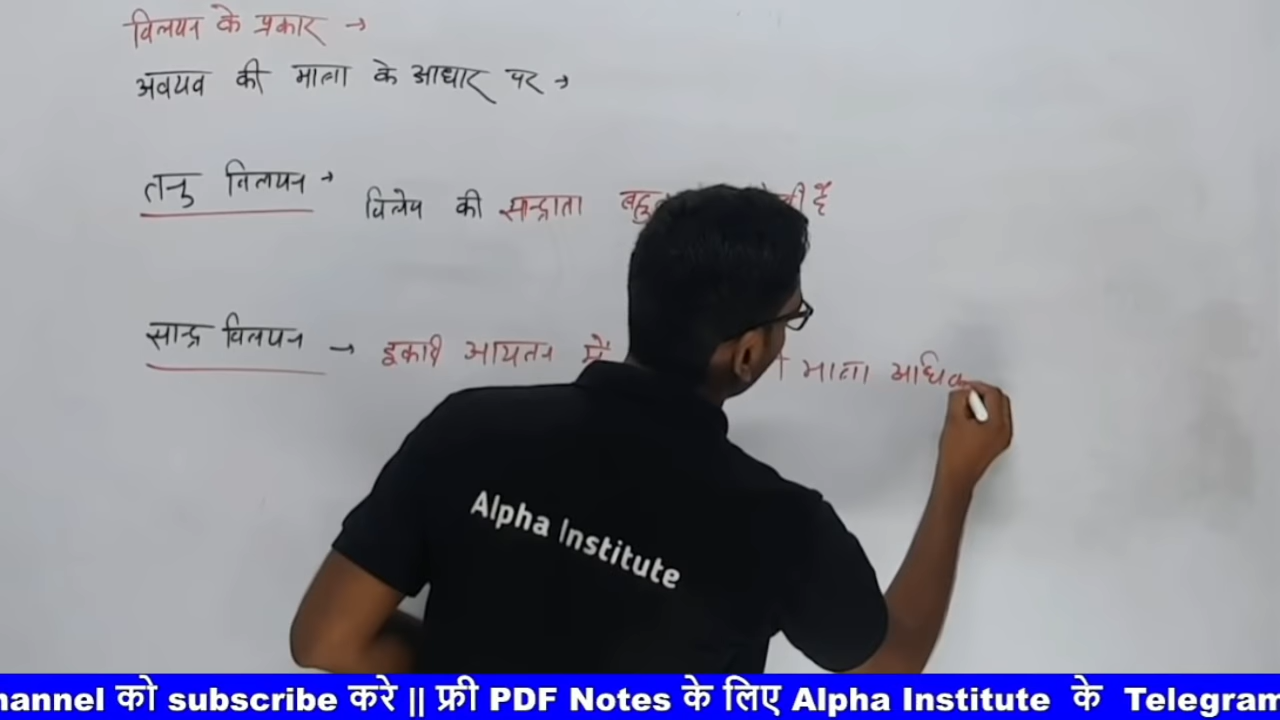 विलयन के प्रकार →
अवयव की मात्रा के आधार पर →
तनु विलयन →
विलेय की सान्द्रता है
सान्द्र विलयन → इकाई आयतन में मात्रा अधिक
Alpha Institute
hannel को subscribe करे || फ्री PDF Notes के लिए Alpha Institute के Telegram